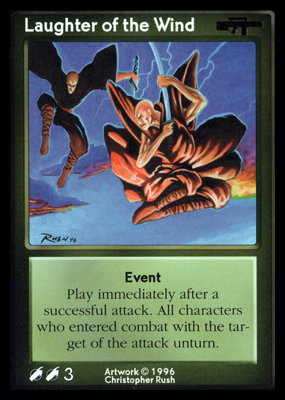 Laughter of the Wind
RUSH 96
Event
Play immediately after a
successful attack. All characters
who entered combat with the tar-
get of the attack unturn.
3
Artwork © 1996
Christopher Rush